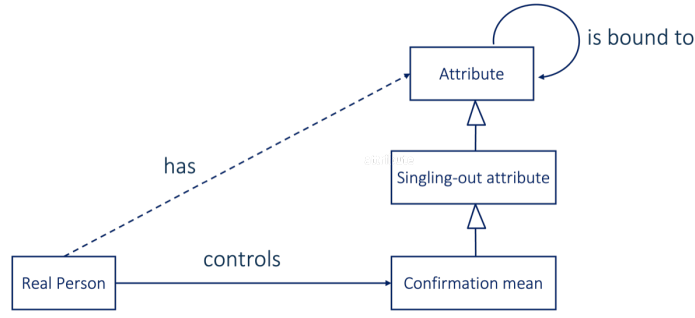 is bound to
Attribute
has
Singling-out attribute
controls
Real Person
Confirmation mean